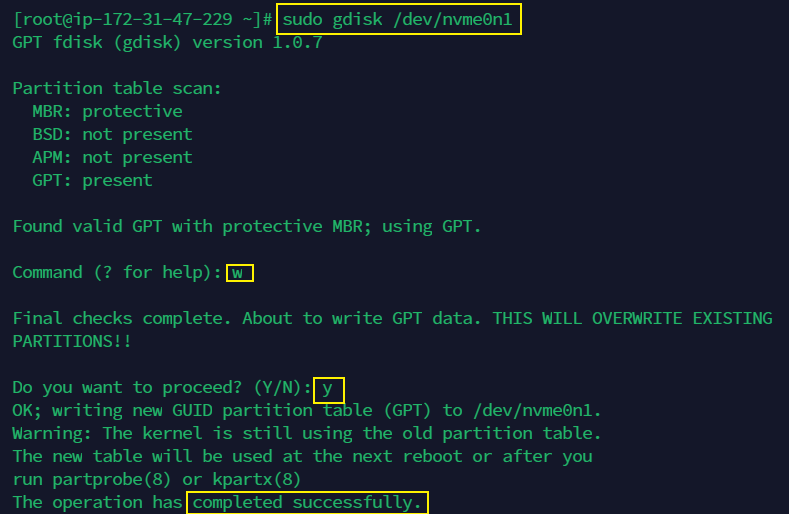 [root@ip-172-31-47-229 ~]# sudo gdisk /dev/nvme0n1
GPT fdisk (gdisk) version 1.0.7
Partition table scan:
MBR: protective
BSD: not present
APM: not present
GPT: present
Found valid GPT with protective MBR; using GPT.
Command (? for help): w
Final checks complete. About to write GPT data. THIS WILL OVERWRITE EXISTING
PARTITIONS!!
Do you want to proceed? (Y/N): y
OK; writing new GUID partition table (GPT) to /dev/nvme0n1.
Warning: The kernel is still using the old partition table.
The new table will be used at the next reboot or after you
run partprobe(8) or kpartx(8)
The operation has completed successfully.